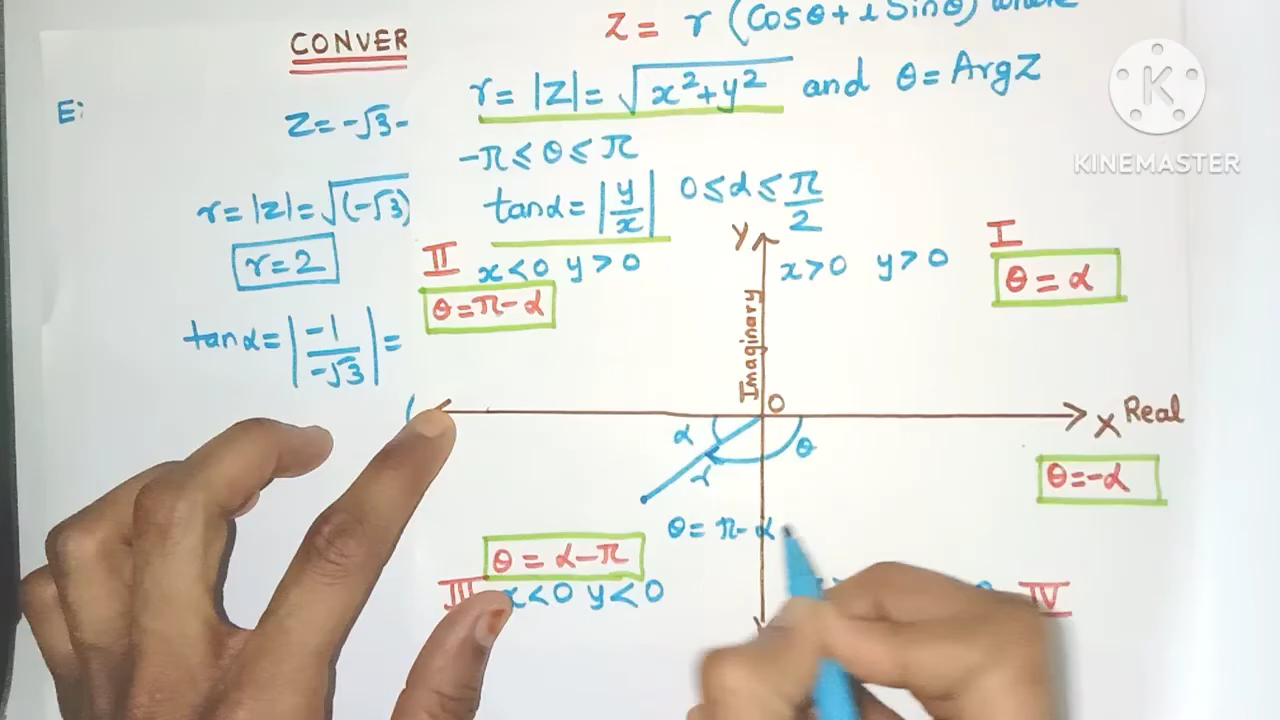 CONVER
E:
z = -√3 -
r = |z| = √(-√3)
r = 2
tanα = |-1/-√3| =
z = r (cosθ + i sinθ) where
r = |z| = √x²+y² and θ = Arg z
-π ≤ θ ≤ π
tanα = |y/x| 0 ≤ α ≤ π/2
II x<0 y>0
θ = π-α
Y
x>0 y>0
I
θ = α
Imaginary
O
X Real
α
r
θ
θ = π-α
θ = -α
θ = α-π
III x<0 y<0
IV
K
KINEMASTER